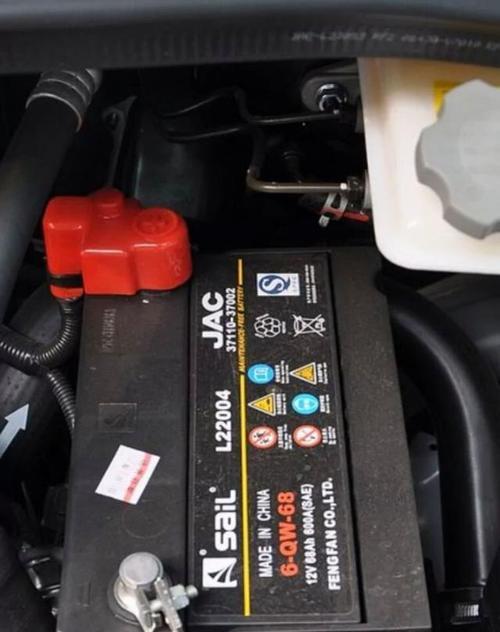 JAC
37110-37002
MAINTENANCE-FREE BATTERY
L22004
sail
MADE IN CHINA
6-QW-68
12V 68Ah 600A(SAE)
FENGFAN CO.,LTD.